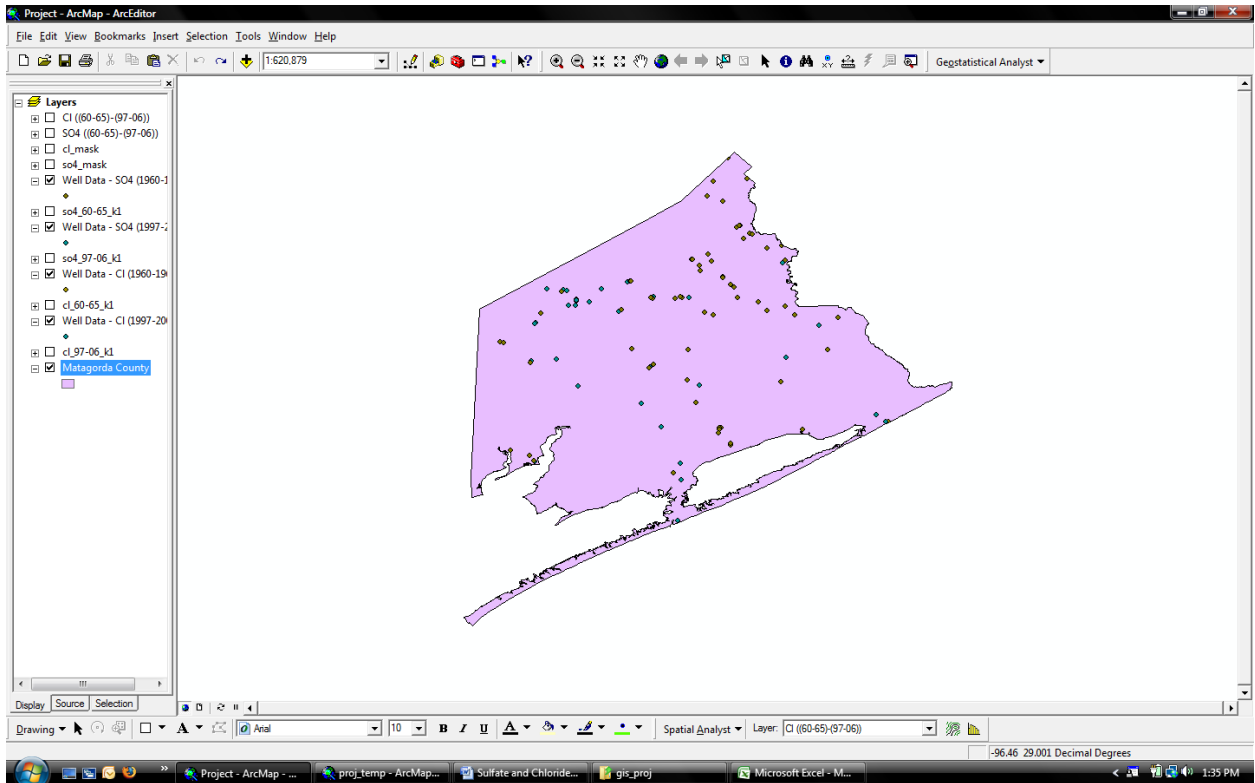 Project - ArcMap - ArcEditor
File Edit View Bookmarks Insert Selection Tools Window Help
1:620,879
Geostatistical Analyst
Layers
Cl ((60-65)-(97-06))
SO4 ((60-65)-(97-06))
cl_mask
so4_mask
Well Data - SO4 (1960-1
so4_60-65_k1
Well Data - SO4 (1997-2
so4_97-06_k1
Well Data - Cl (1960-19
cl_60-65_k1
Well Data - Cl (1997-20
cl_97-06_k1
Matagorda County
Display Source Selection
Drawing A Arial 10 B I U A Spatial Analyst Layer: Cl ((60-65)-(97-06))
-96.46 29.001 Decimal Degrees
Project - ArcMap - ... proj_temp - ArcMap... Sulfate and Chloride... gis_proj Microsoft Excel - M... 1:35 PM